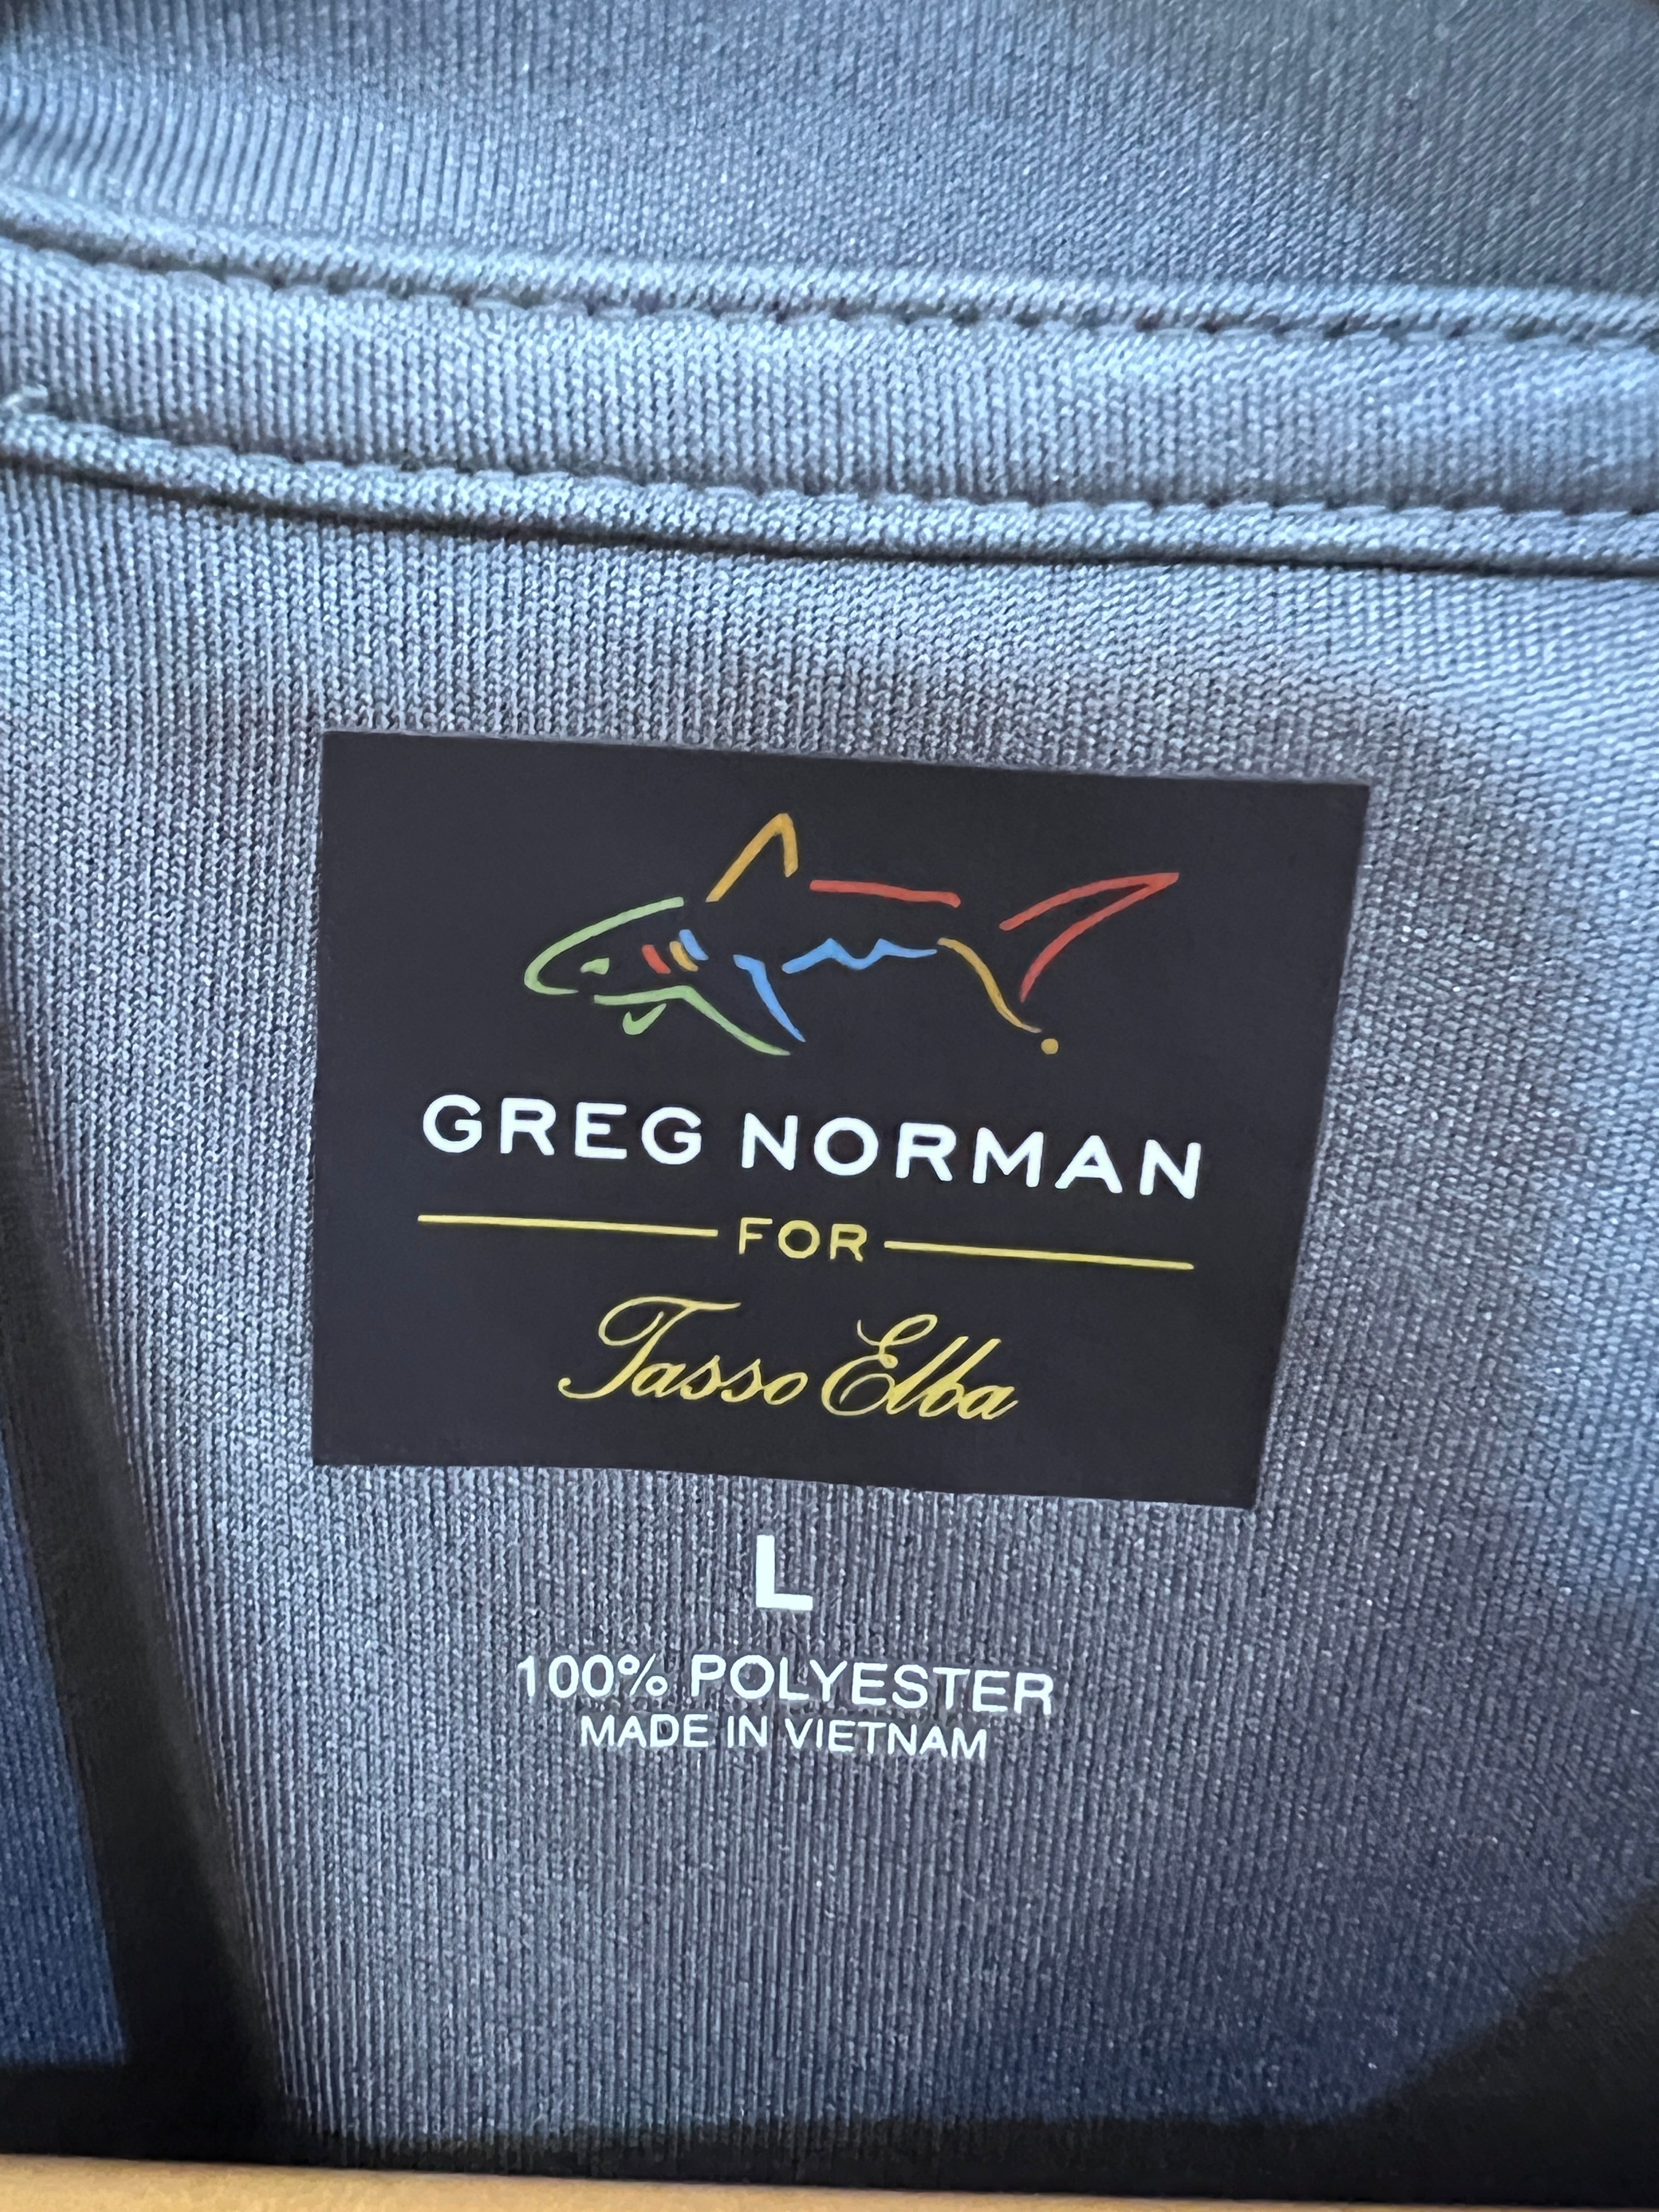 GREG NORMAN
FOR
Tasso Elba
L
100% POLYESTER
MADE IN VIETNAM